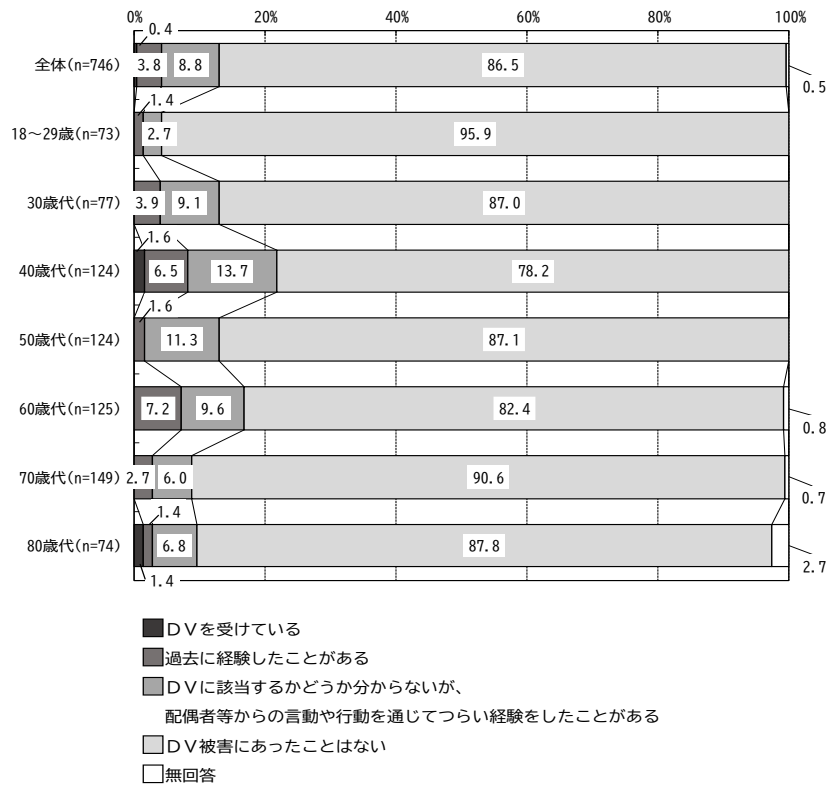 0% 20% 40% 60% 80% 100%
0.4
全体(n=746) 3.8 8.8 86.5 0.5
1.4
18～29歳(n=73) 2.7 95.9
30歳代(n=77) 3.9 9.1 87.0
1.6
40歳代(n=124) 6.5 13.7 78.2
1.6
50歳代(n=124) 11.3 87.1
60歳代(n=125) 7.2 9.6 82.4 0.8
70歳代(n=149) 2.7 6.0 90.6 0.7
1.4
80歳代(n=74) 6.8 87.8 2.7
1.4
ＤＶを受けている
過去に経験したことがある
ＤＶに該当するかどうか分からないが、
配偶者等からの言動や行動を通じてつらい経験をしたことがある
ＤＶ被害にあったことはない
無回答